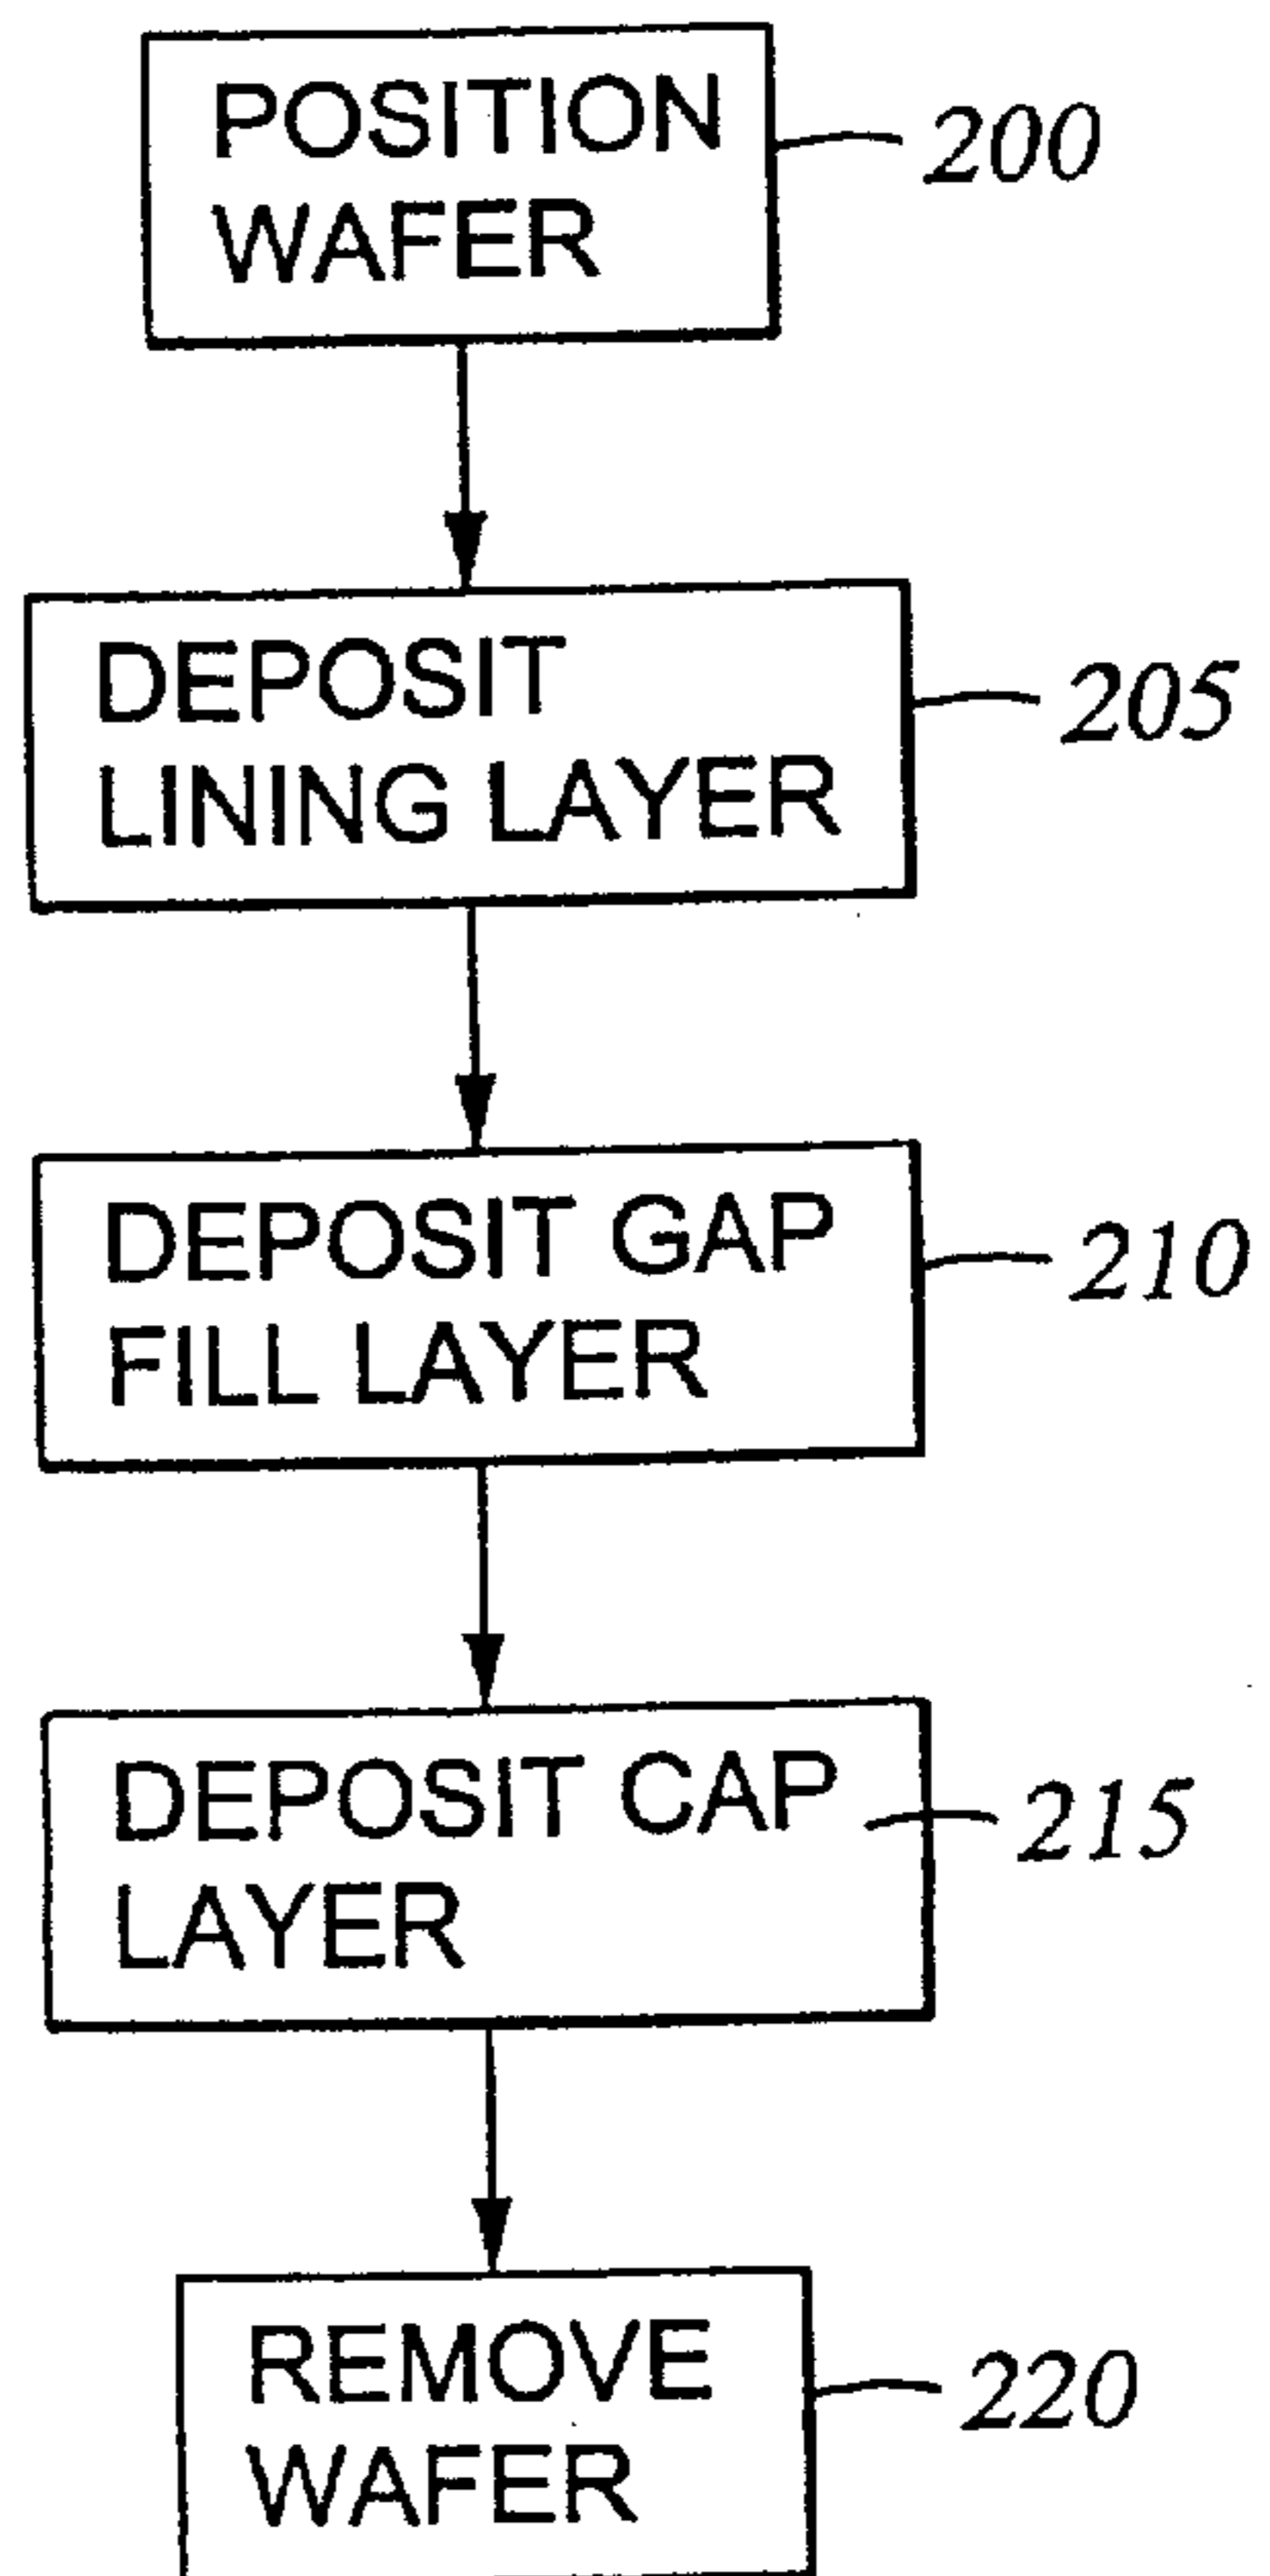 POSITION
WAFER
200
DEPOSIT
LINING LAYER
205
DEPOSIT GAP
FILL LAYER
210
DEPOSIT CAP
LAYER
215
REMOVE
WAFER
220